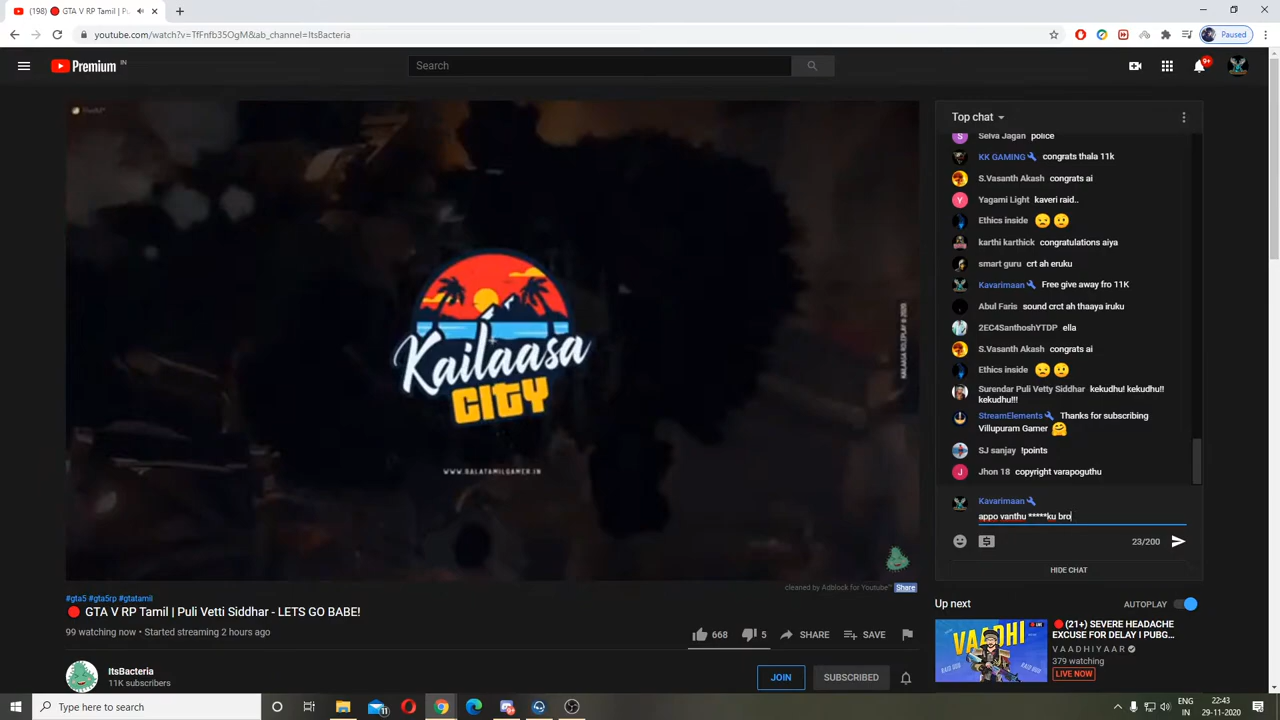 (198) 🔴 GTA V RP Tamil | Pu
youtube.com/watch?v=TfFnfb35OgM&ab_channel=ItsBacteria
Paused
Premium IN
Search
9+
Kailaasa
CITY
WWW.BALATAMILGAMER.IN
KAILAASA ROLEPLAY © 2020
Top chat
Selva Jagan police
KK GAMING congrats thala 11k
S.Vasanth Akash congrats ai
Yagami Light kaveri raid..
Ethics inside 😒 🙂
karthi karthick congratulations aiya
smart guru crt ah eruku
Kavarimaan Free give away fro 11K
Abul Faris sound crct ah thaaya iruku
2EC4SanthoshYTDP ella
S.Vasanth Akash congrats ai
Ethics inside 😒 🙂
Surendar Puli Vetty Siddhar kekudhu! kekudhu!!
kekudhu!!!
StreamElements Thanks for subscribing
Villupuram Gamer 🤗
SJ sanjay !points
Jhon 18 copyright varapoguthu
Kavarimaan
appo vanthu *****ku bro
23/200
HIDE CHAT
cleaned by Adblock for Youtube™ Share
#gta5 #gta5rp #gtatamil
🔴 GTA V RP Tamil | Puli Vetti Siddhar - LETS GO BABE!
99 watching now • Started streaming 2 hours ago
668 5 SHARE SAVE
ItsBacteria
11K subscribers
JOIN SUBSCRIBED
Up next AUTOPLAY
VAADHI
🔴(21+) SEVERE HEADACHE
EXCUSE FOR DELAY I PUBG...
V A A D H I Y A A R
379 watching
LIVE NOW
Type here to search
11
ENG
IN
22:43
29-11-2020